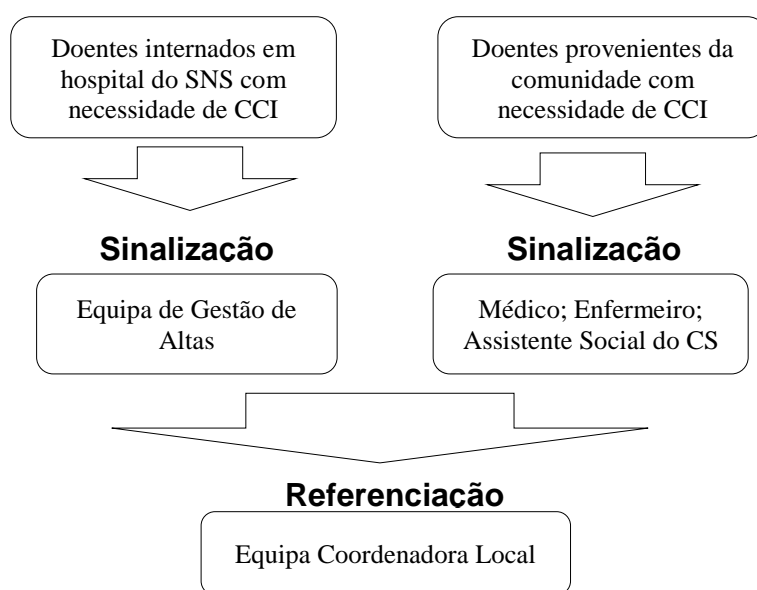 Doentes internados em
hospital do SNS com
necessidade de CCI
Doentes provenientes da
comunidade com
necessidade de CCI
Sinalização
Equipa de Gestão de
Altas
Sinalização
Médico; Enfermeiro;
Assistente Social do CS
Referenciação
Equipa Coordenadora Local